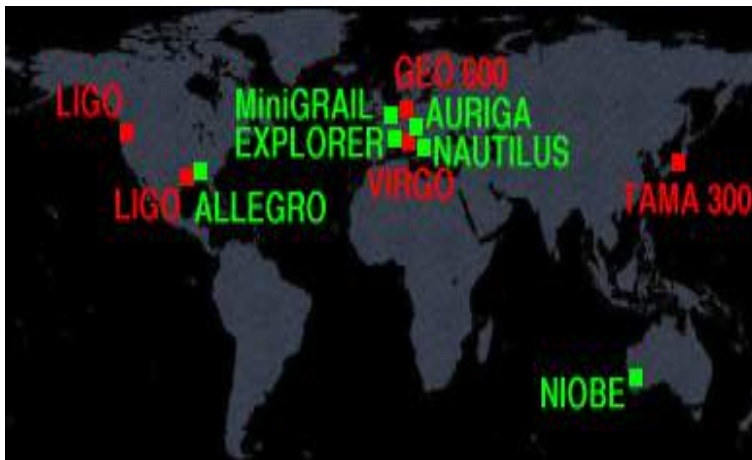 GEO 600
LIGO
MiniGRAIL
AURIGA
EXPLORER
NAUTILUS
VIRGO
LIGO
ALLEGRO
TAMA 300
NIOBE